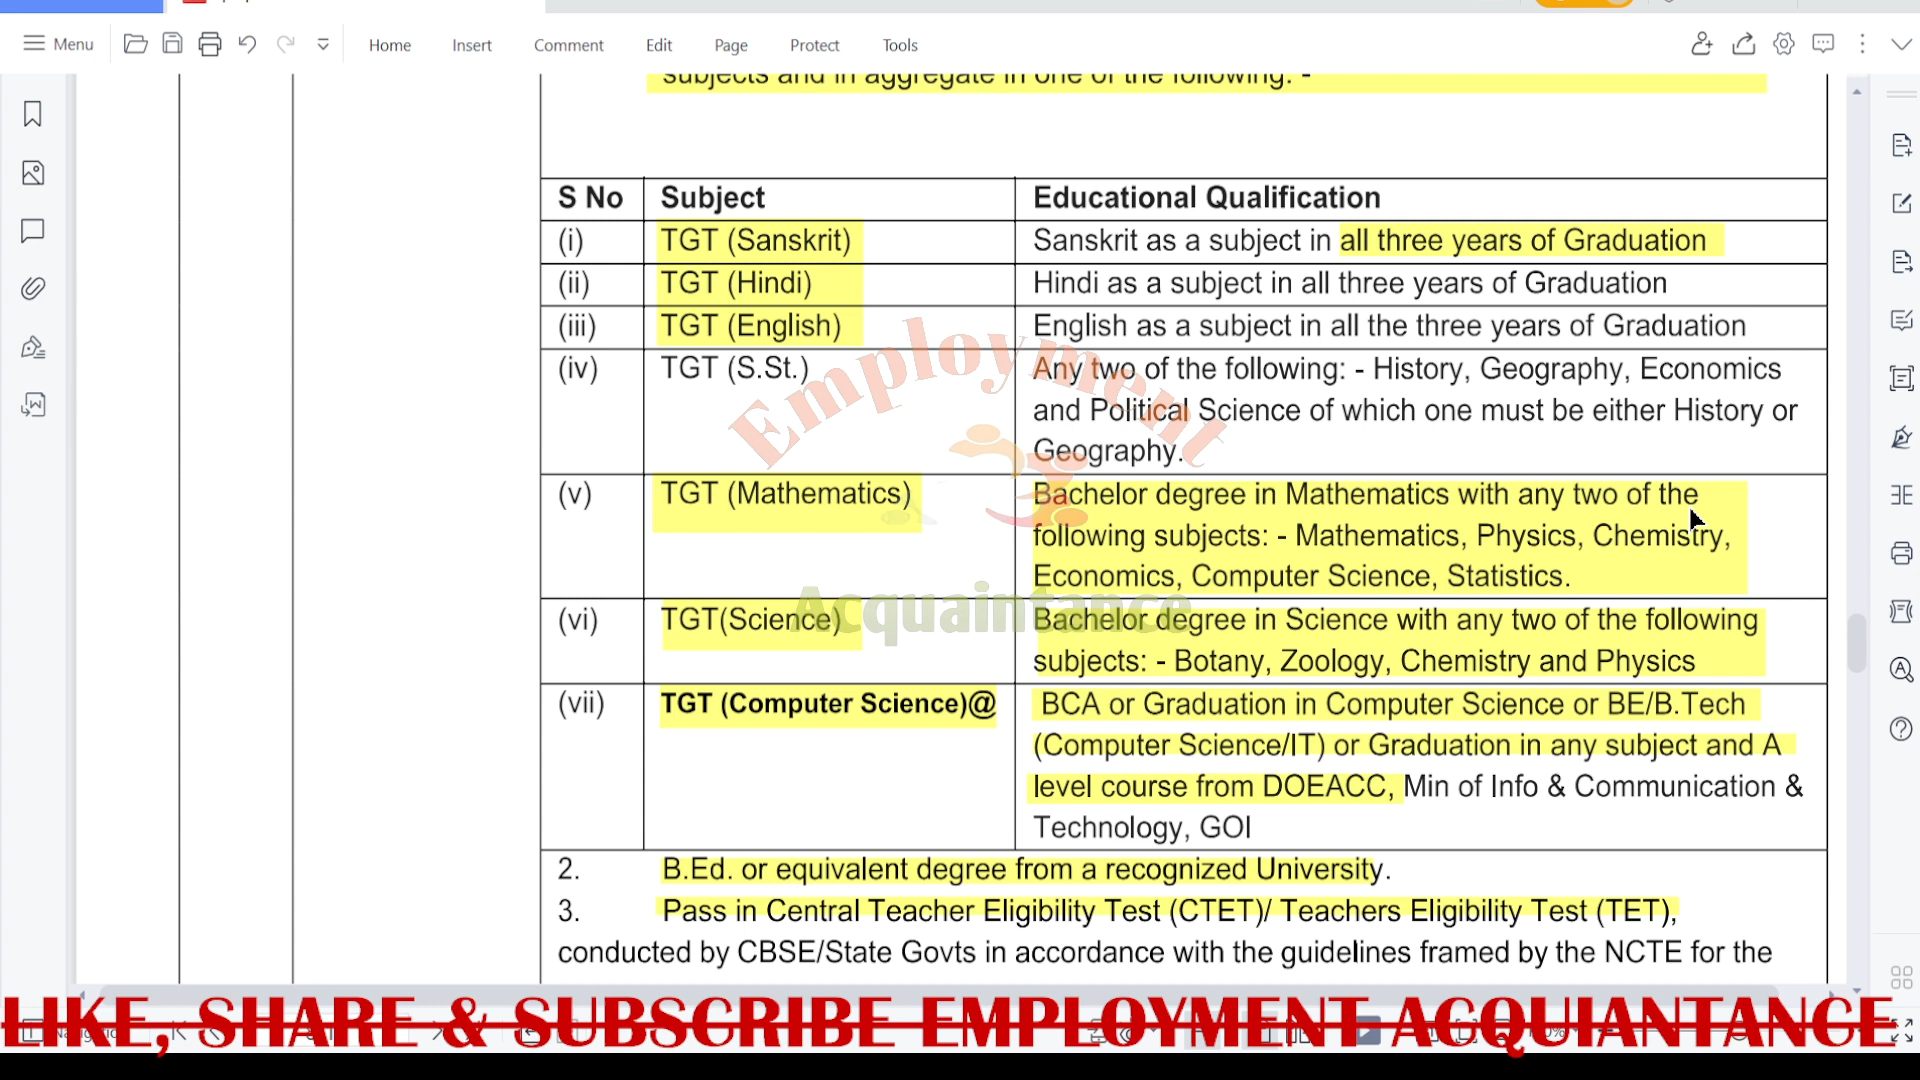 Menu
Home
Insert
Comment
Edit
Page
Protect
Tools
subjects and in aggregate in one of the following: -
S No Subject Educational Qualification
(i) TGT (Sanskrit) Sanskrit as a subject in all three years of Graduation
(ii) TGT (Hindi) Hindi as a subject in all three years of Graduation
(iii) TGT (English) English as a subject in all the three years of Graduation
(iv) TGT (S.St.) Any two of the following: - History, Geography, Economics
and Political Science of which one must be either History or
Geography.
(v) TGT (Mathematics) Bachelor degree in Mathematics with any two of the
following subjects: - Mathematics, Physics, Chemistry,
Economics, Computer Science, Statistics.
(vi) TGT(Science) Bachelor degree in Science with any two of the following
subjects: - Botany, Zoology, Chemistry and Physics
(vii) TGT (Computer Science)@ BCA or Graduation in Computer Science or BE/B.Tech
(Computer Science/IT) or Graduation in any subject and A
level course from DOEACC, Min of Info & Communication &
Technology, GOI
2. B.Ed. or equivalent degree from a recognized University.
3. Pass in Central Teacher Eligibility Test (CTET)/ Teachers Eligibility Test (TET),
conducted by CBSE/State Govts in accordance with the guidelines framed by the NCTE for the
Employment
Acquaintance
LIKE, SHARE & SUBSCRIBE EMPLOYMENT ACQUIANTANCE